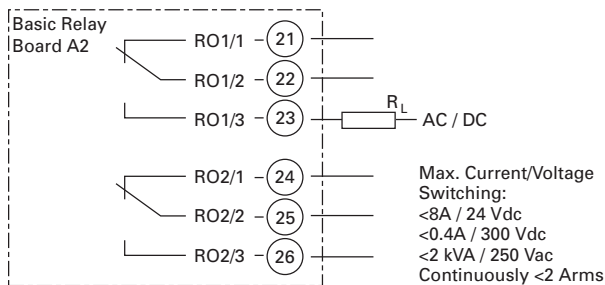 Basic Relay
Board A2
RO1/1 21
RO1/2 22
RO1/3 23 RL AC / DC
RO2/1 24
RO2/2 25
RO2/3 26
Max. Current/Voltage
Switching:
<8A / 24 Vdc
<0.4A / 300 Vdc
<2 kVA / 250 Vac
Continuously <2 Arms